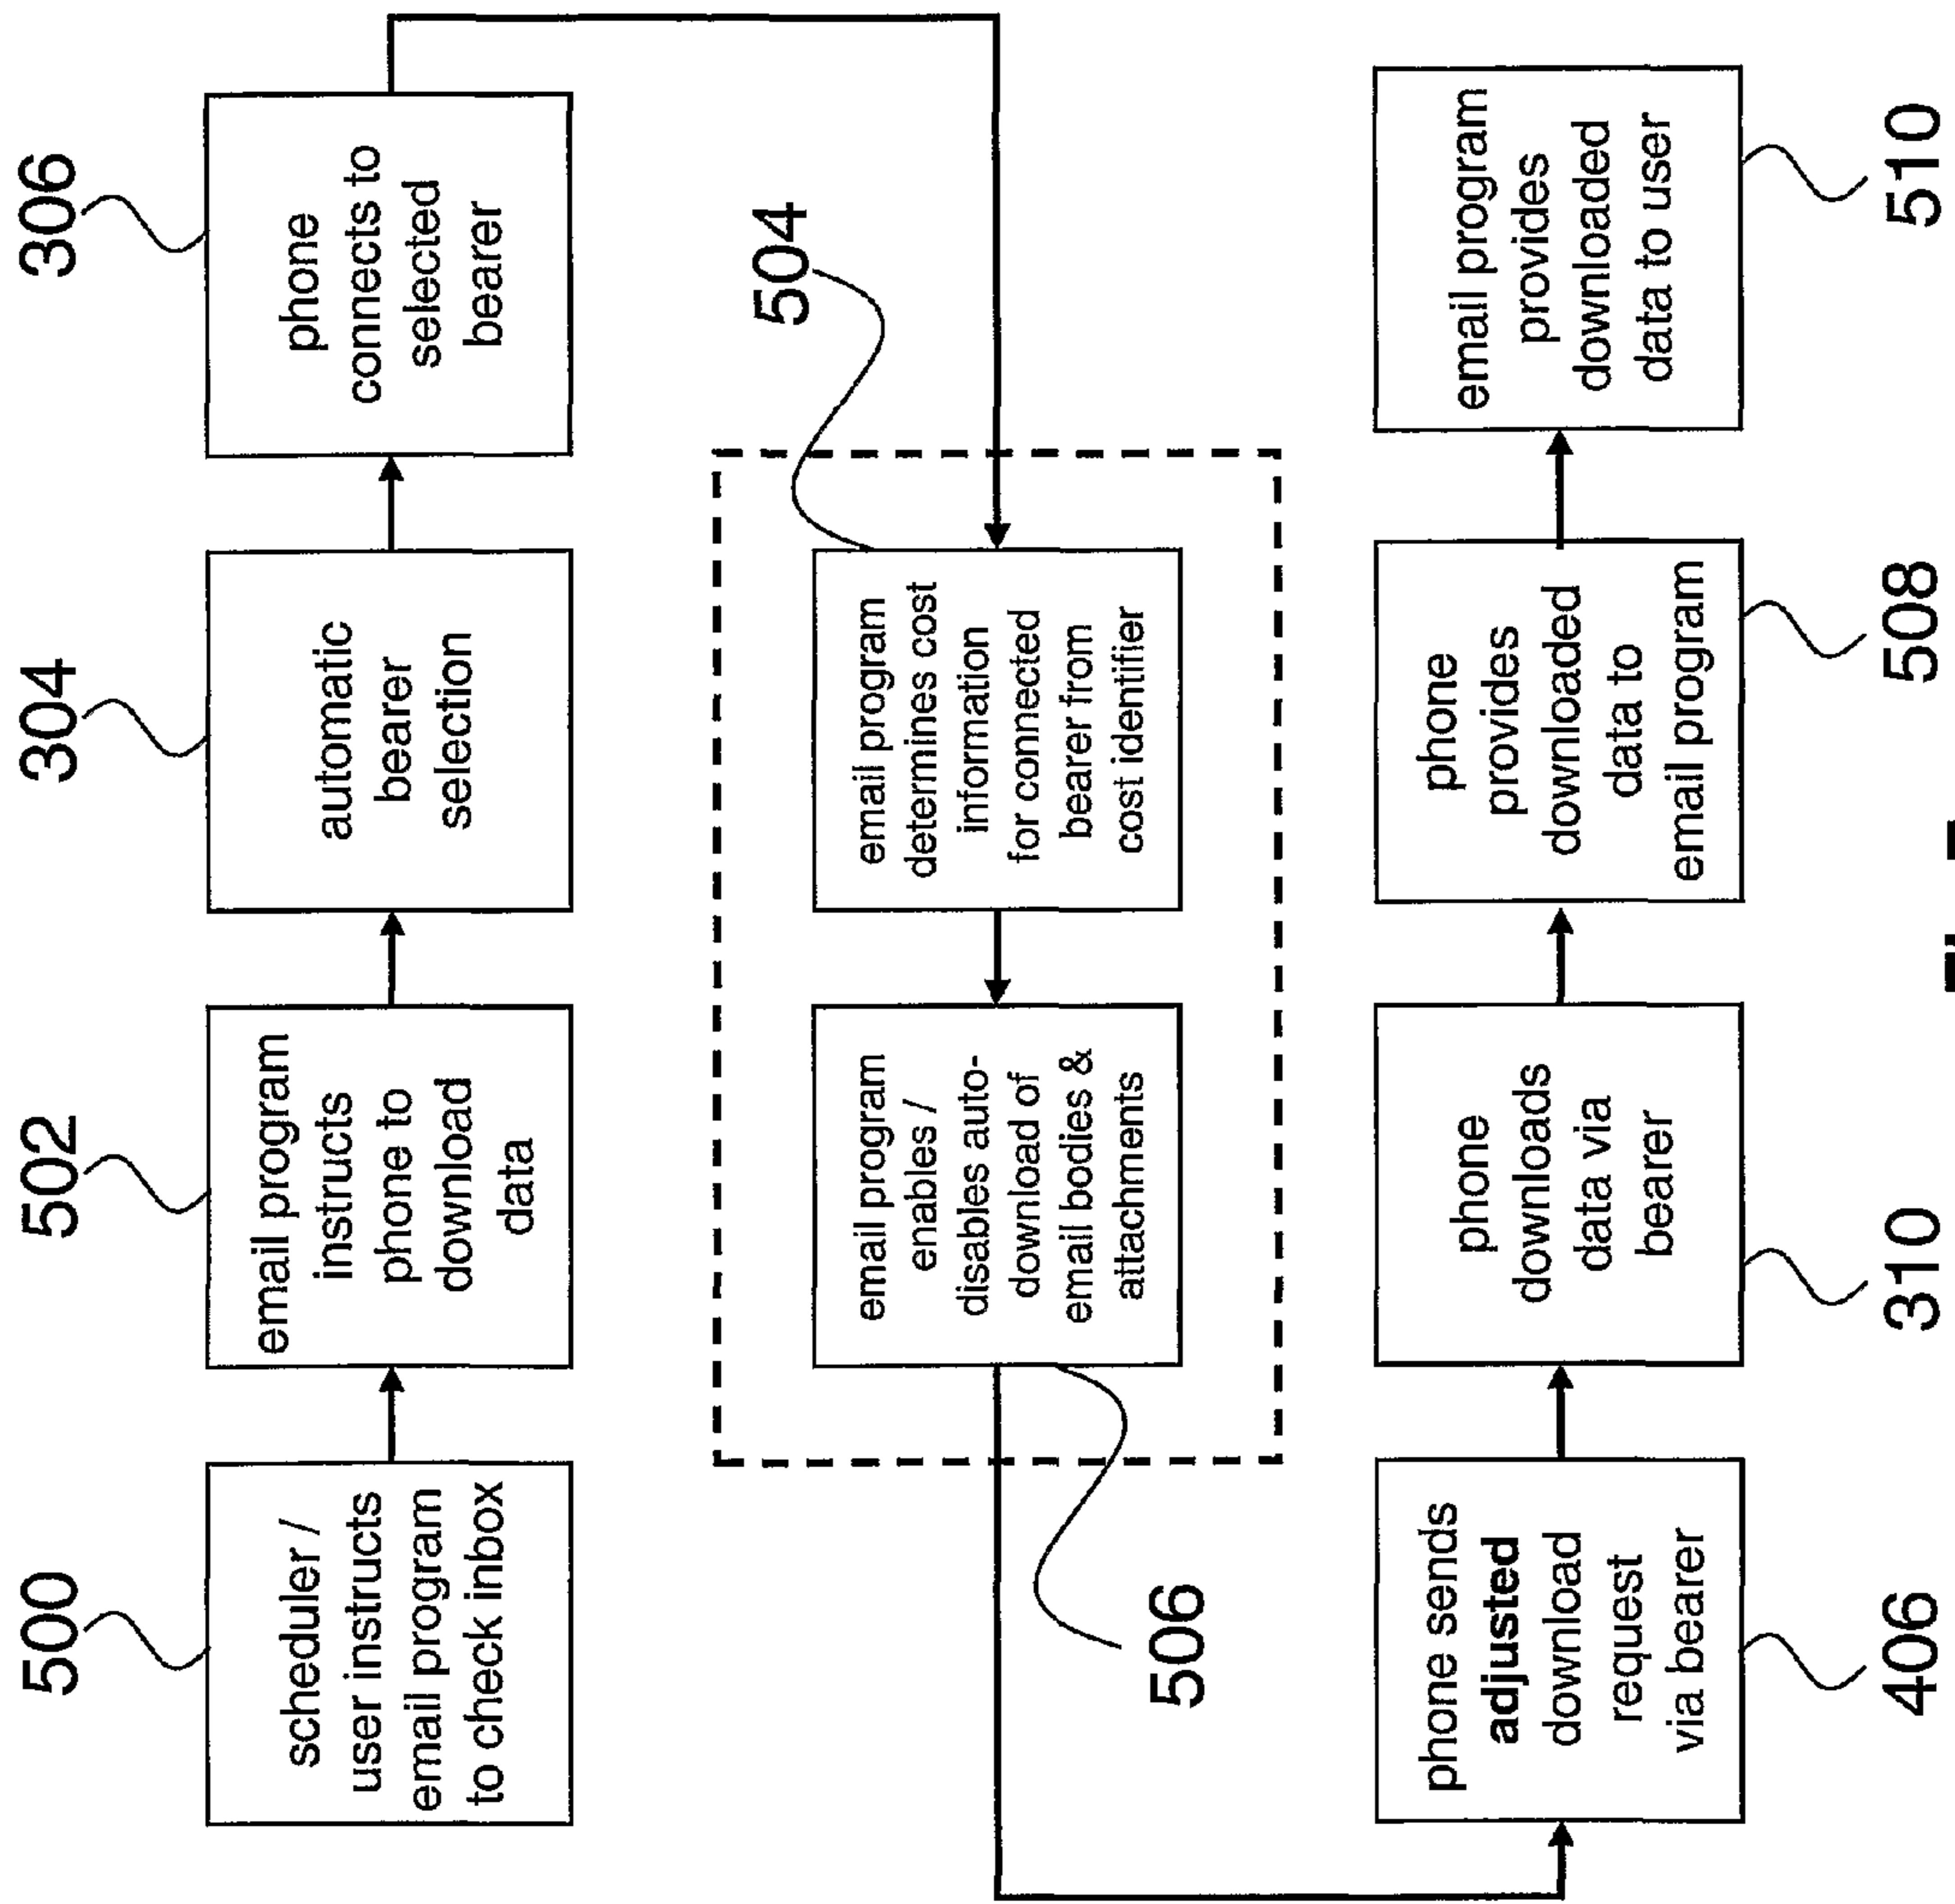 500
502
304
306
scheduler /
user instructs
email program
to check inbox
email program
instructs
phone to
download
data
automatic
bearer
selection
phone
connects to
selected
bearer
504
email program
determines cost
information
for connected
bearer from
cost identifier
email program
enables /
disables auto-
download of
email bodies &
attachments
506
phone sends
adjusted
download
request
via bearer
phone
downloads
data via
bearer
phone
provides
downloaded
data to
email program
email program
provides
downloaded
data to user
406
310
508
510